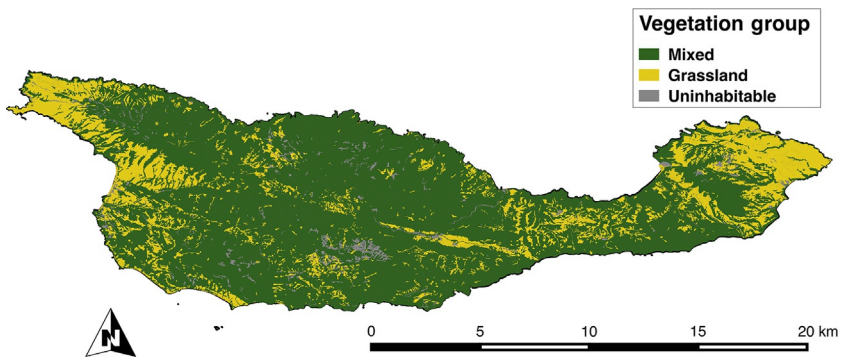 Vegetation group
Mixed
Grassland
Uninhabitable
N
0 5 10 15 20 km